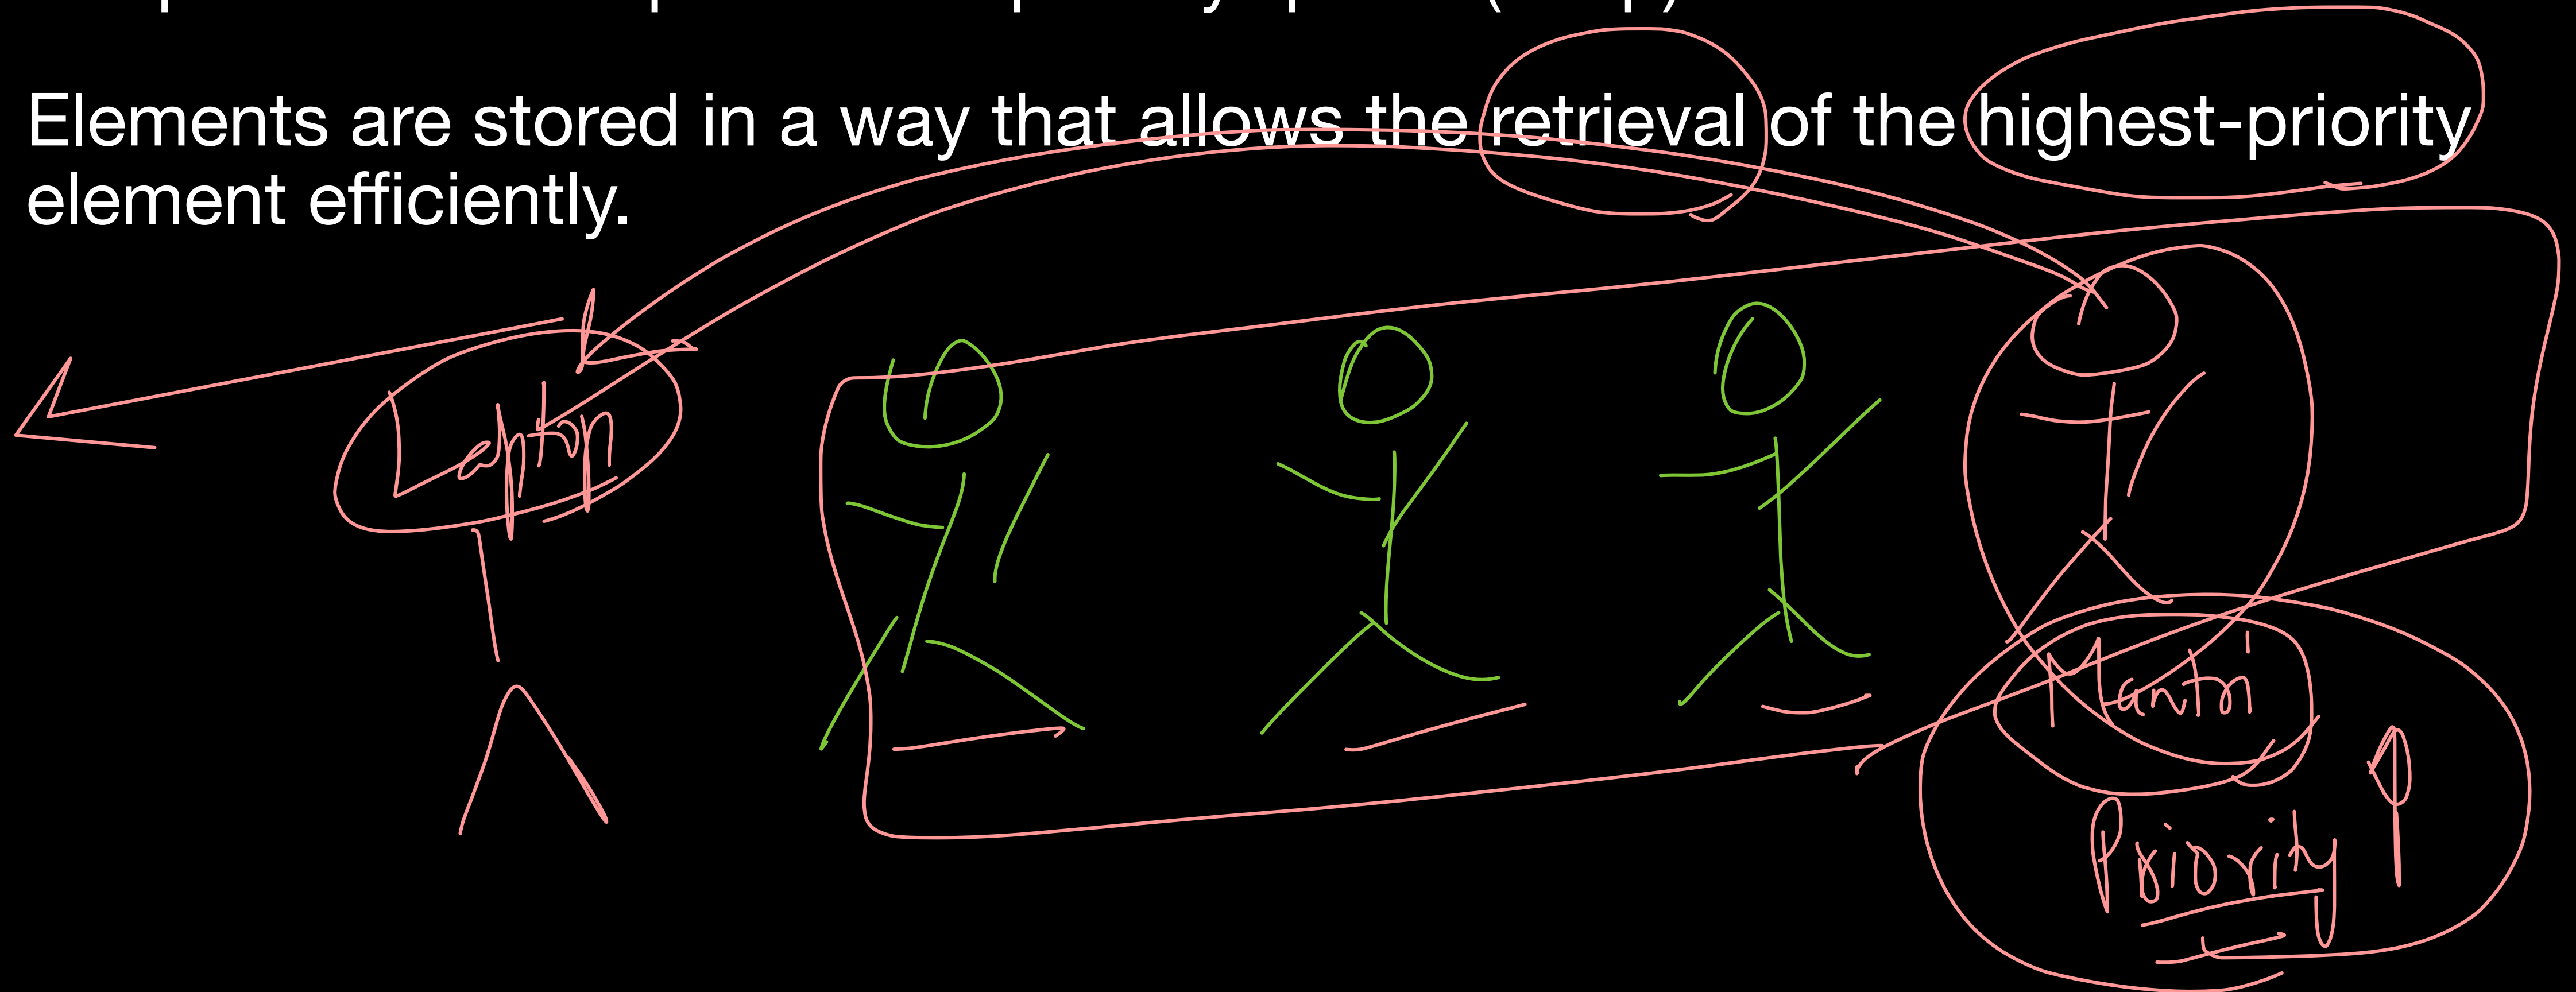 Elements are stored in a way that allows the retrieval of the highest-priority
element efficiently.
Laptop
Mantri
Priority